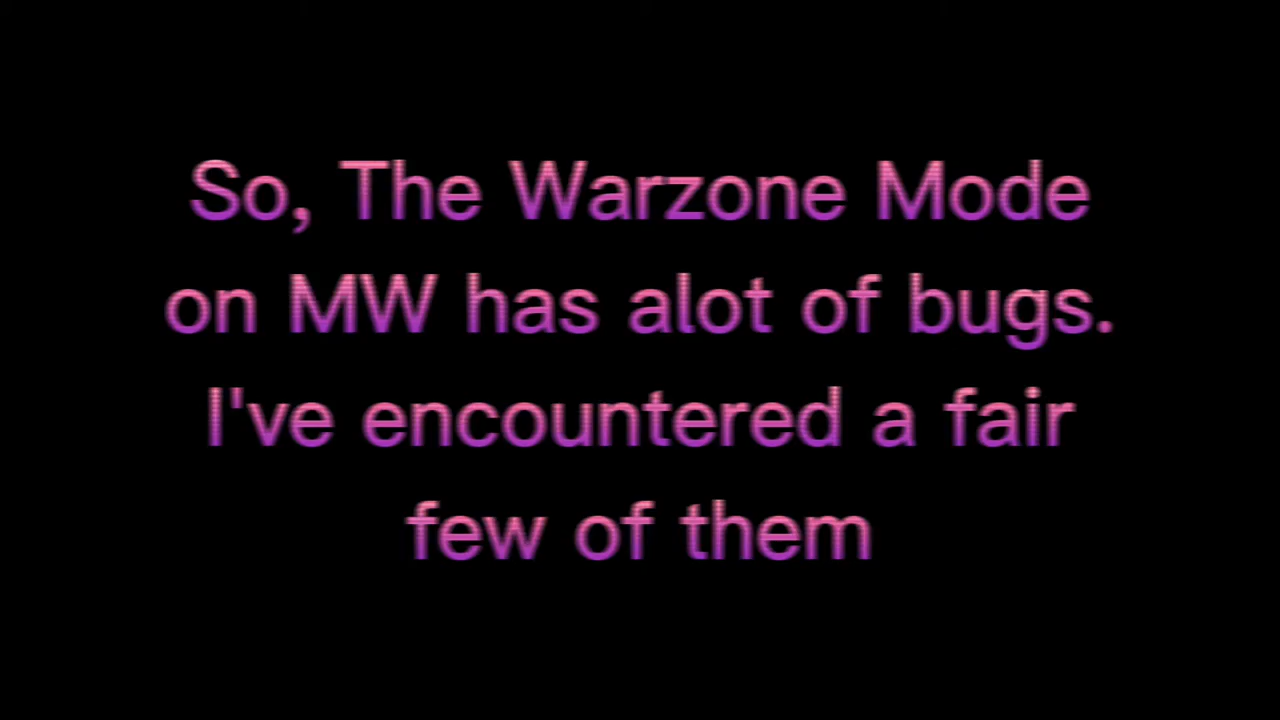 So, The Warzone Mode
on MW has alot of bugs.
I've encountered a fair
few of them